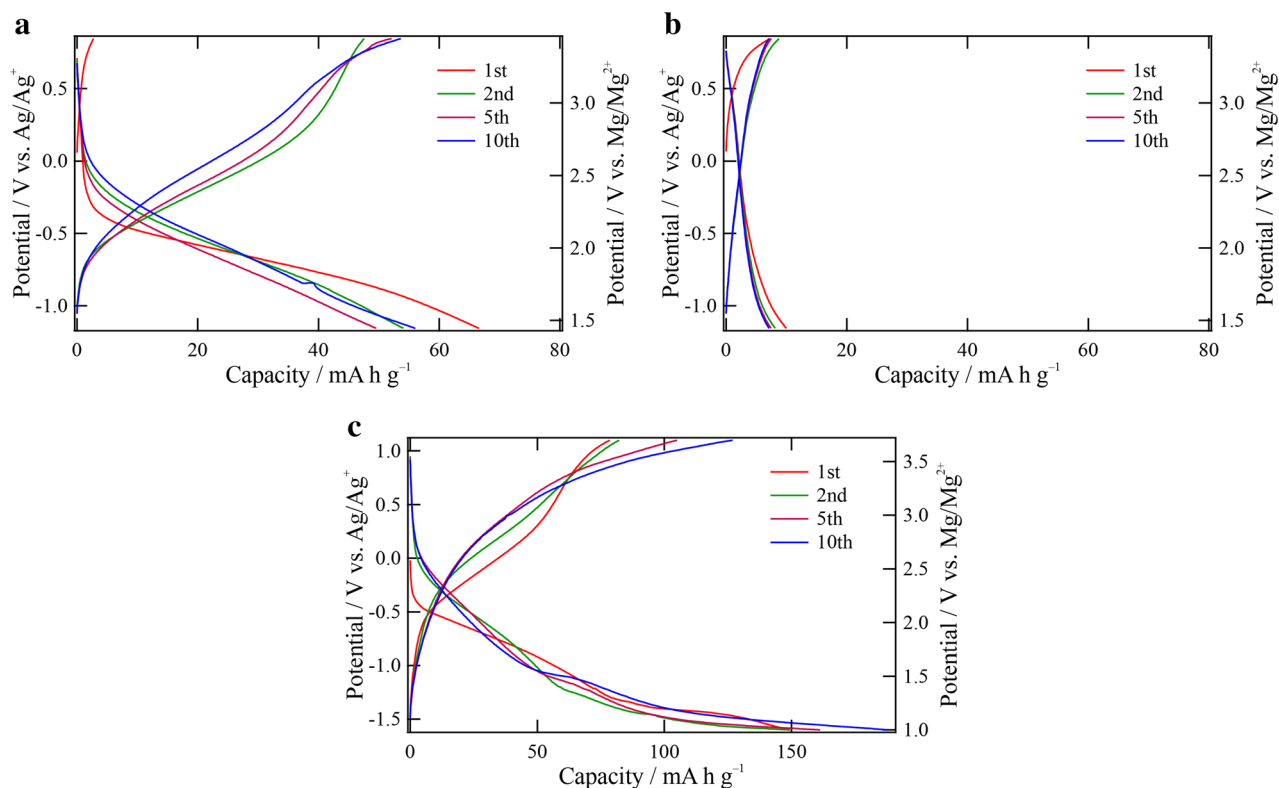 a
Potential / V vs. Ag/Ag⁺
0.5
0.0
-0.5
-1.0
1st
2nd
5th
10th
3.0
2.5
2.0
1.5
Potential / V vs. Mg/Mg²⁺
0 20 40 60 80
Capacity / mA h g⁻¹
b
Potential / V vs. Ag/Ag⁺
0.5
0.0
-0.5
-1.0
1st
2nd
5th
10th
3.0
2.5
2.0
1.5
Potential / V vs. Mg/Mg²⁺
0 20 40 60 80
Capacity / mA h g⁻¹
c
Potential / V vs. Ag/Ag⁺
1.0
0.5
0.0
-0.5
-1.0
-1.5
1st
2nd
5th
10th
3.5
3.0
2.5
2.0
1.5
1.0
Potential / V vs. Mg/Mg²⁺
0 50 100 150
Capacity / mA h g⁻¹